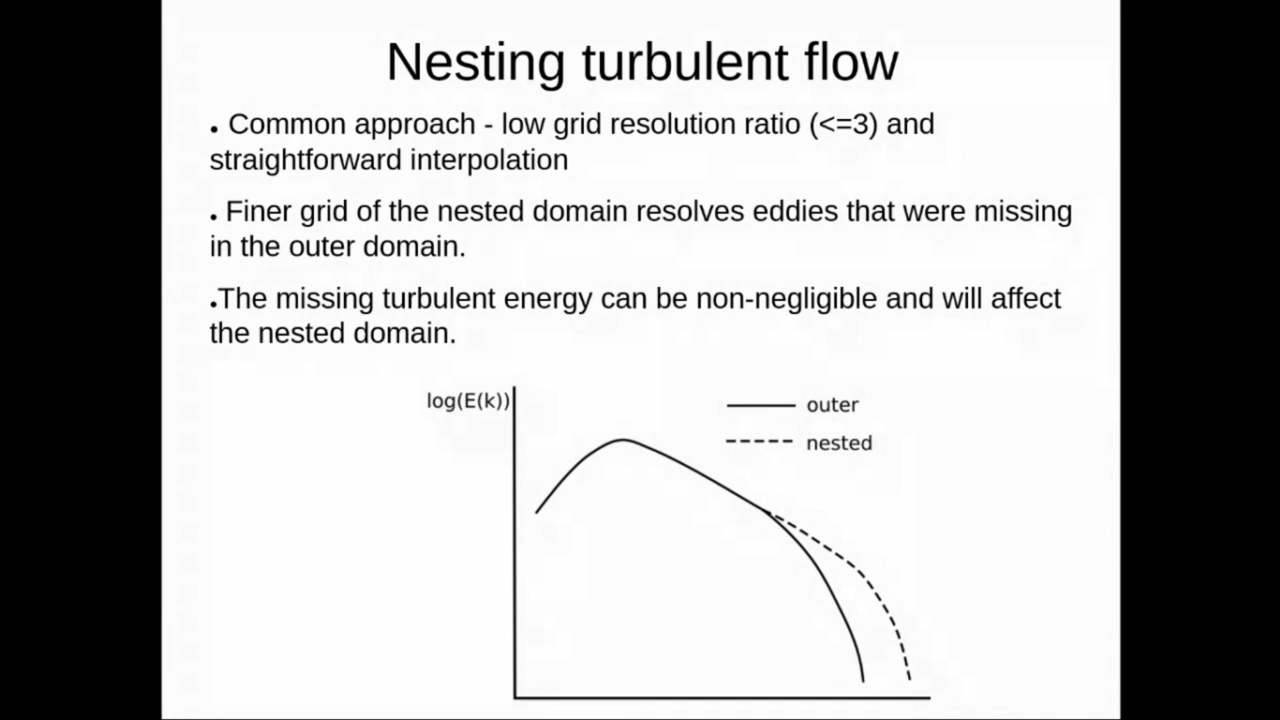 Nesting turbulent flow
• Common approach - low grid resolution ratio (<=3) and
straightforward interpolation
• Finer grid of the nested domain resolves eddies that were missing
in the outer domain.
•The missing turbulent energy can be non-negligible and will affect
the nested domain.
log(E(k))
outer
nested